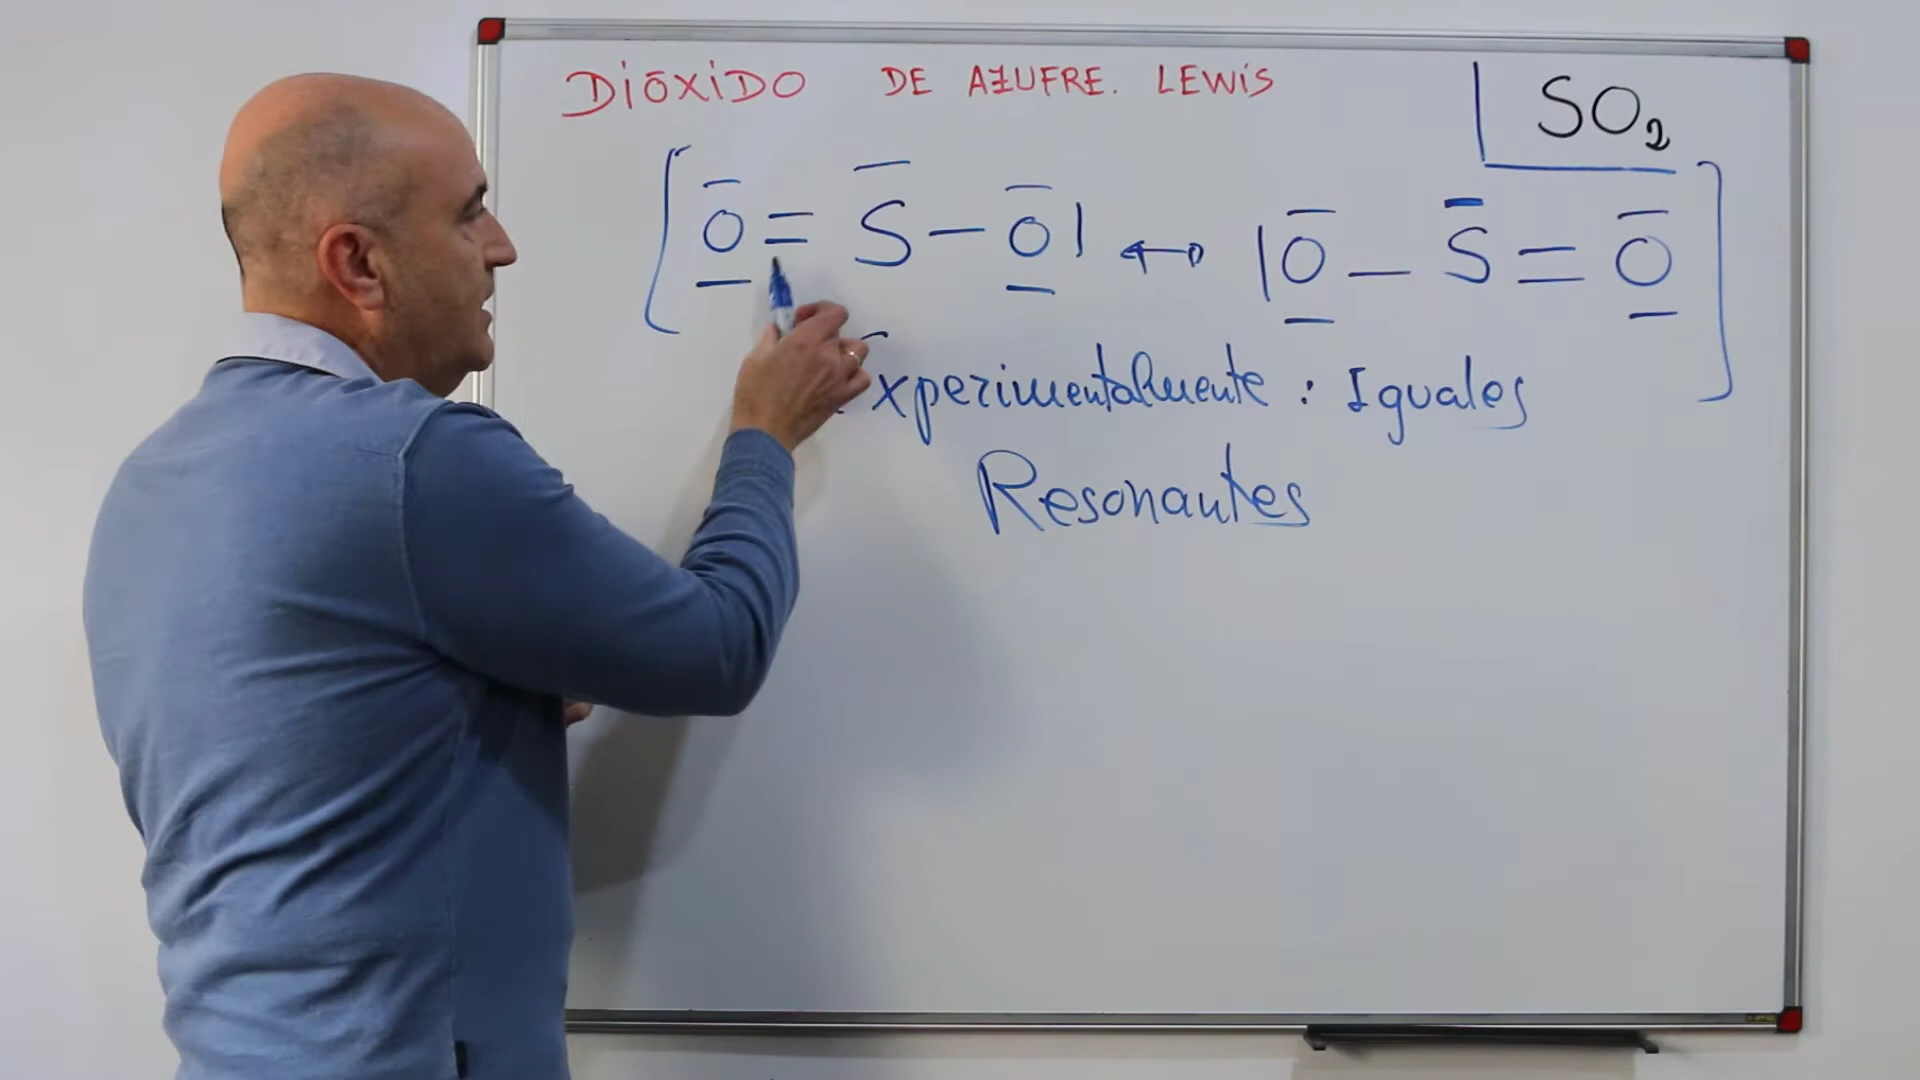 DIÓXIDO DE AZUFRE. LEWIS
SO₂
[ O = S - O| ↔ |O - S = O ]
Experimentalmente : Iguales
Resonantes